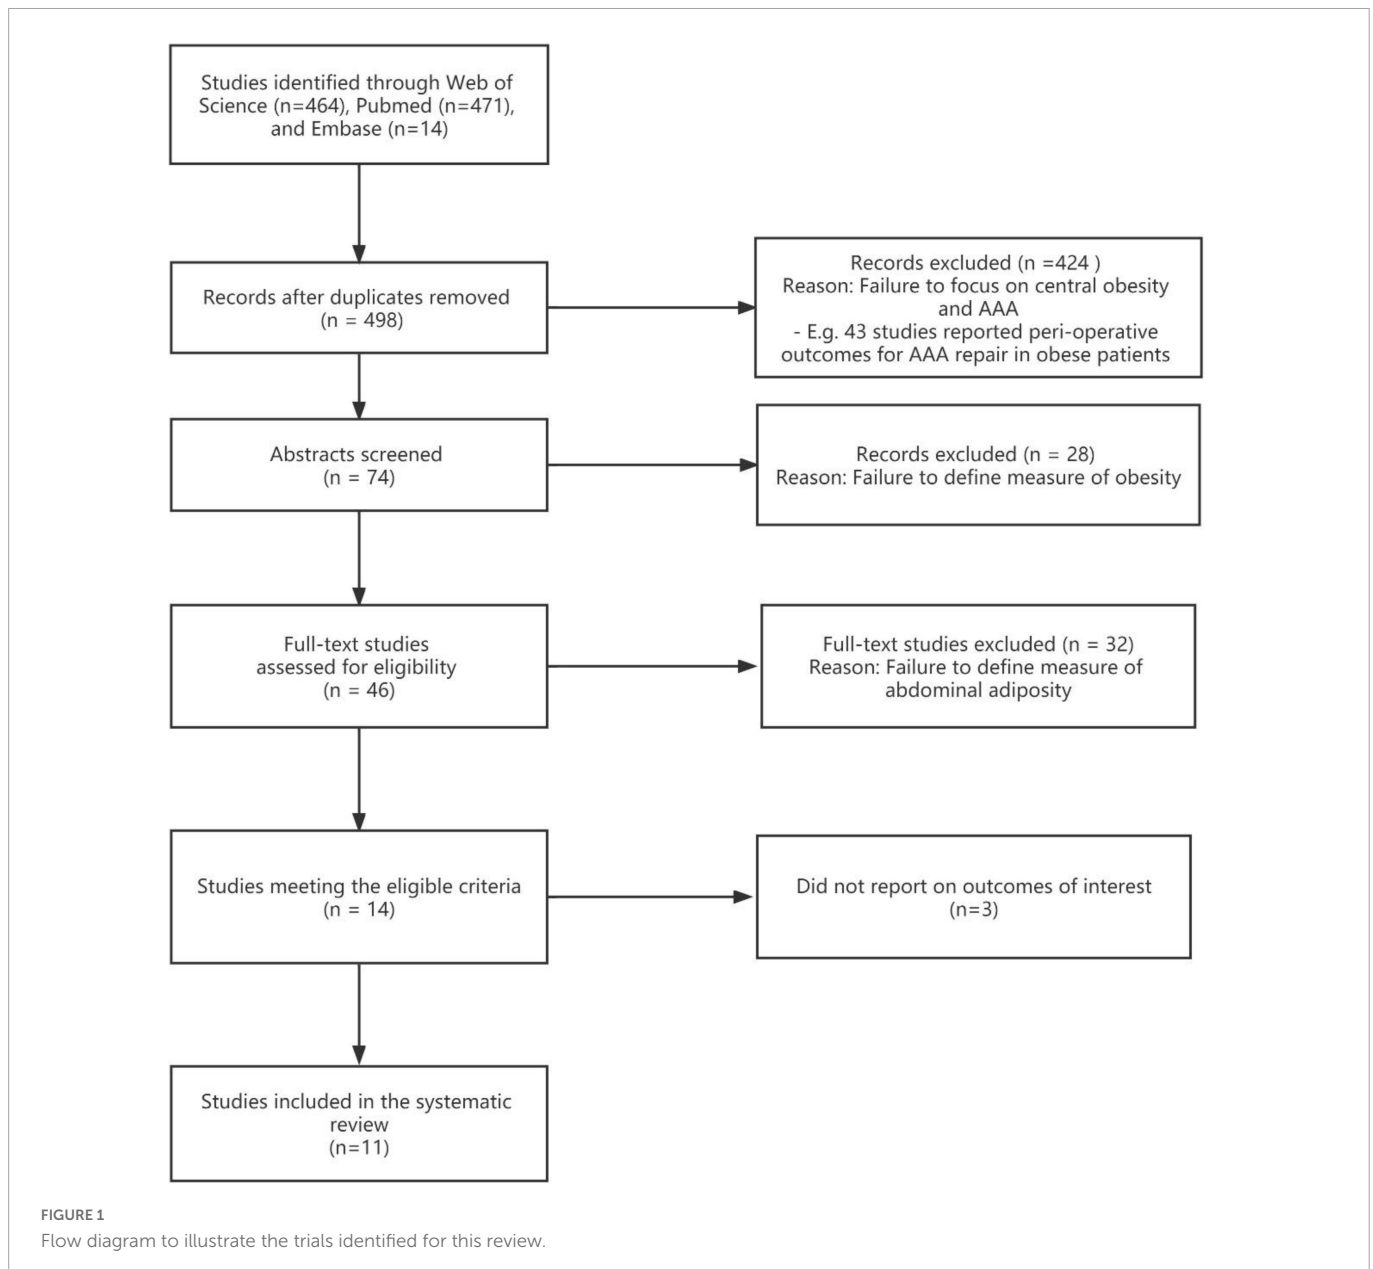 Studies identified through Web of
Science (n=464), Pubmed (n=471),
and Embase (n=14)
Records after duplicates removed
(n = 498)
Records excluded (n =424 )
Reason: Failure to focus on central obesity
and AAA
- E.g. 43 studies reported peri-operative
outcomes for AAA repair in obese patients
Abstracts screened
(n = 74)
Records excluded (n = 28)
Reason: Failure to define measure of obesity
Full-text studies
assessed for eligibility
(n = 46)
Full-text studies excluded (n = 32)
Reason: Failure to define measure of
abdominal adiposity
Studies meeting the eligible criteria
(n = 14)
Did not report on outcomes of interest
(n=3)
Studies included in the systematic
review
(n=11)
FIGURE 1
Flow diagram to illustrate the trials identified for this review.